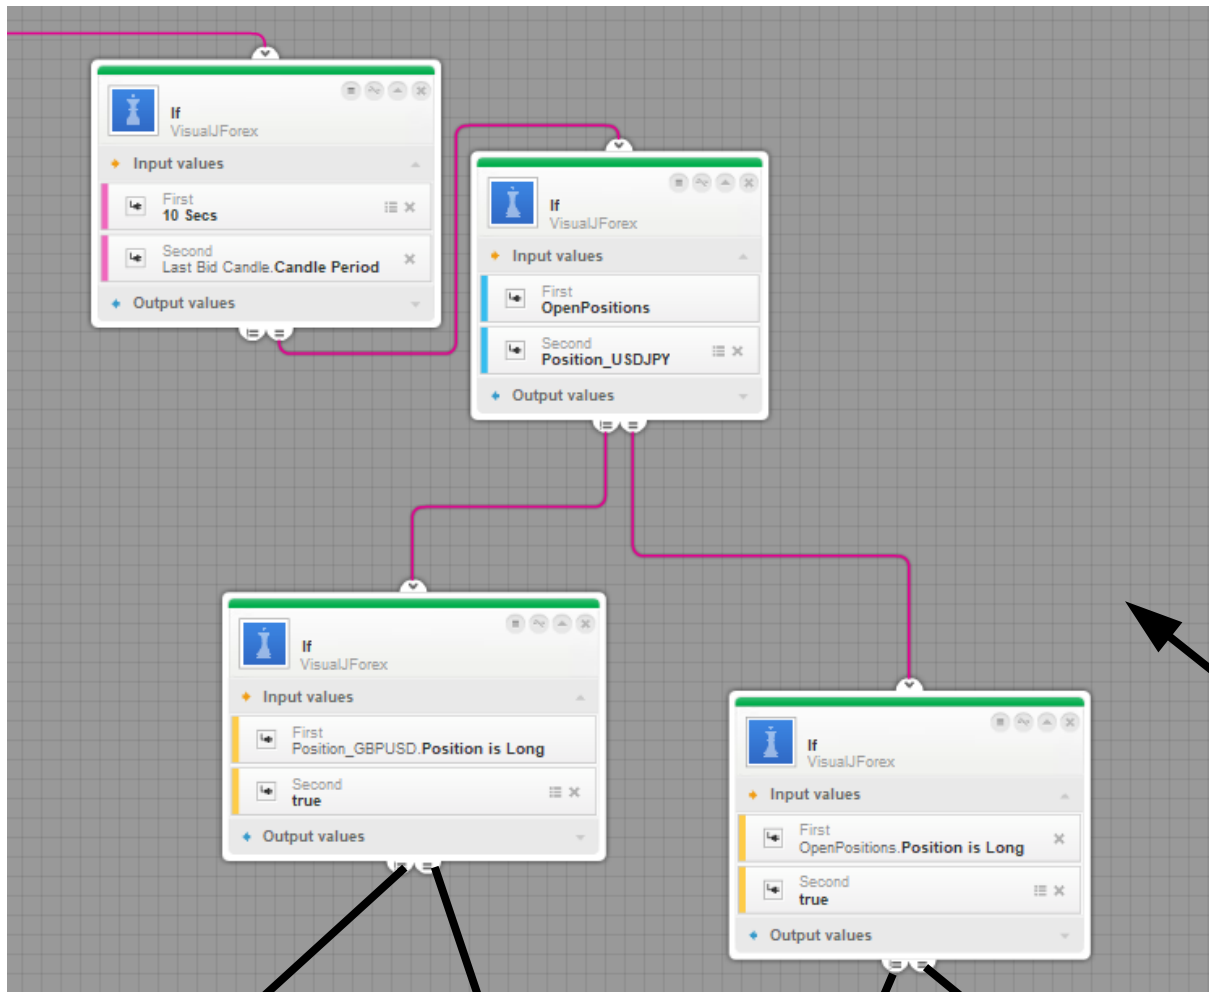 If
VisualJForex
Input values
First
10 Secs
Second
Last Bid Candle.Candle Period
Output values
If
VisualJForex
Input values
First
OpenPositions
Second
Position_USDJPY
Output values
If
VisualJForex
Input values
First
Position_GBPUSD.Position is Long
Second
true
Output values
If
VisualJForex
Input values
First
OpenPositions.Position is Long
Second
true
Output values